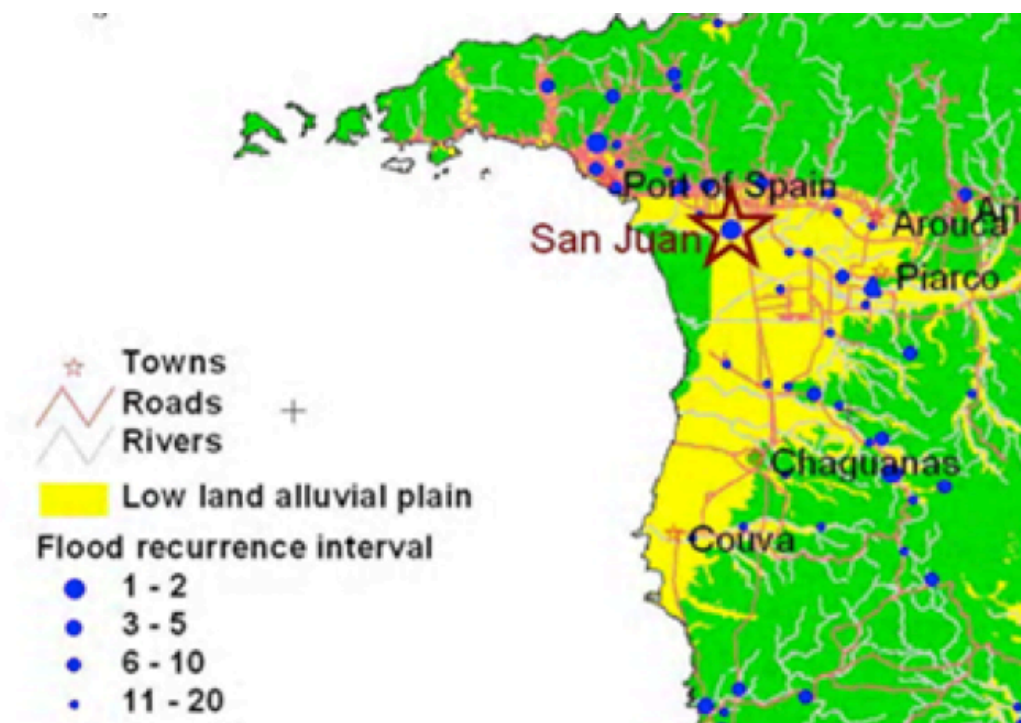 Port of Spain
San Juan
Arouca
Ari
Piarco
Chaguanas
Couva
Towns
Roads
Rivers
Low land alluvial plain
Flood recurrence interval
1 - 2
3 - 5
6 - 10
11 - 20